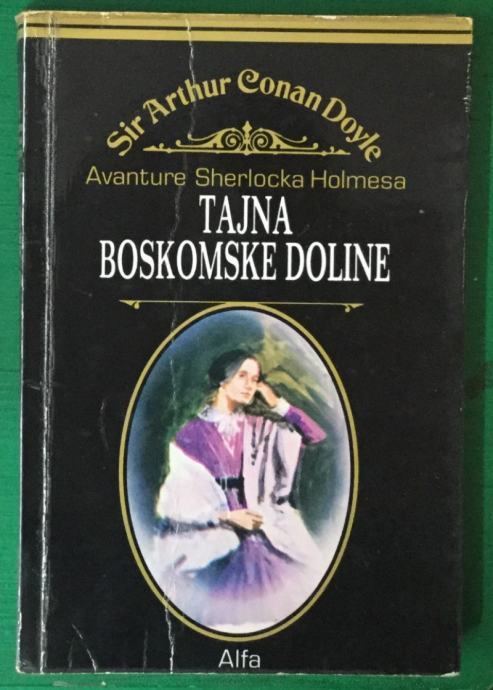 Sir Arthur Conan Doyle
Avanture Sherlocka Holmesa
TAJNA
BOSKOMSKE DOLINE
Alfa